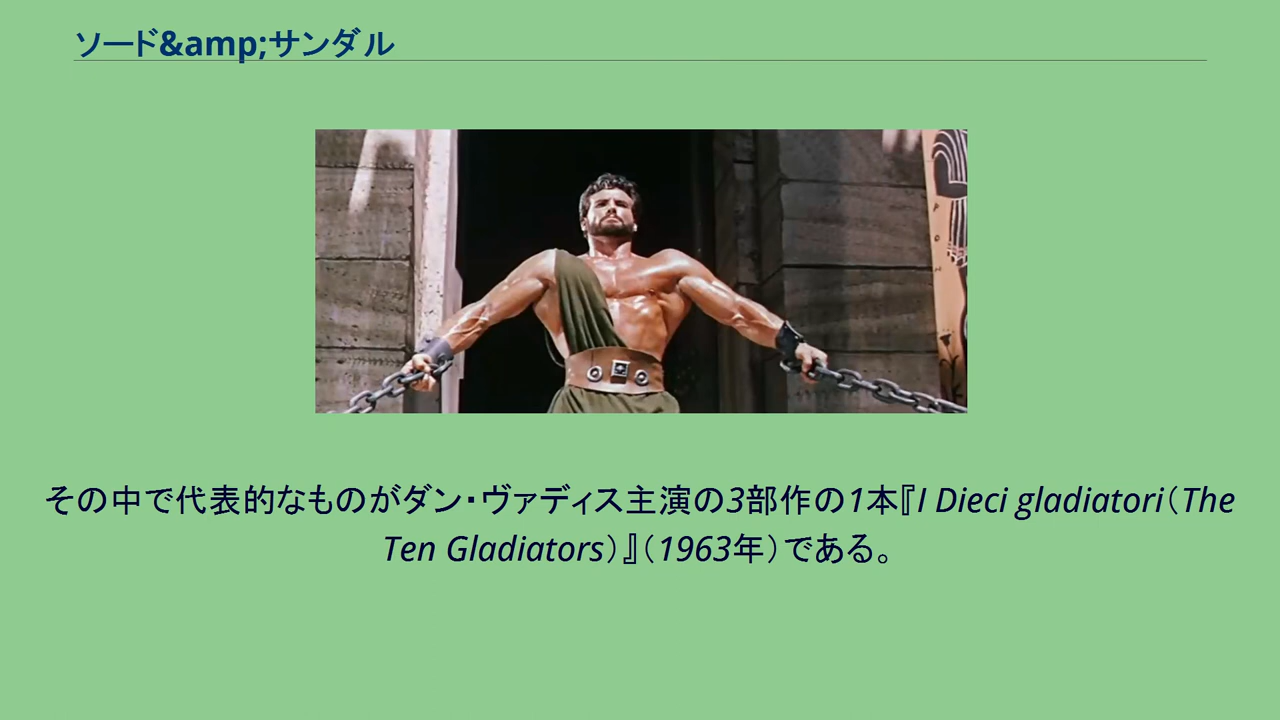 ソード&amp;サンダル
その中で代表的なものがダン・ヴァディス主演の3部作の1本『I Dieci gladiatori（The
Ten Gladiators）』（1963年）である。